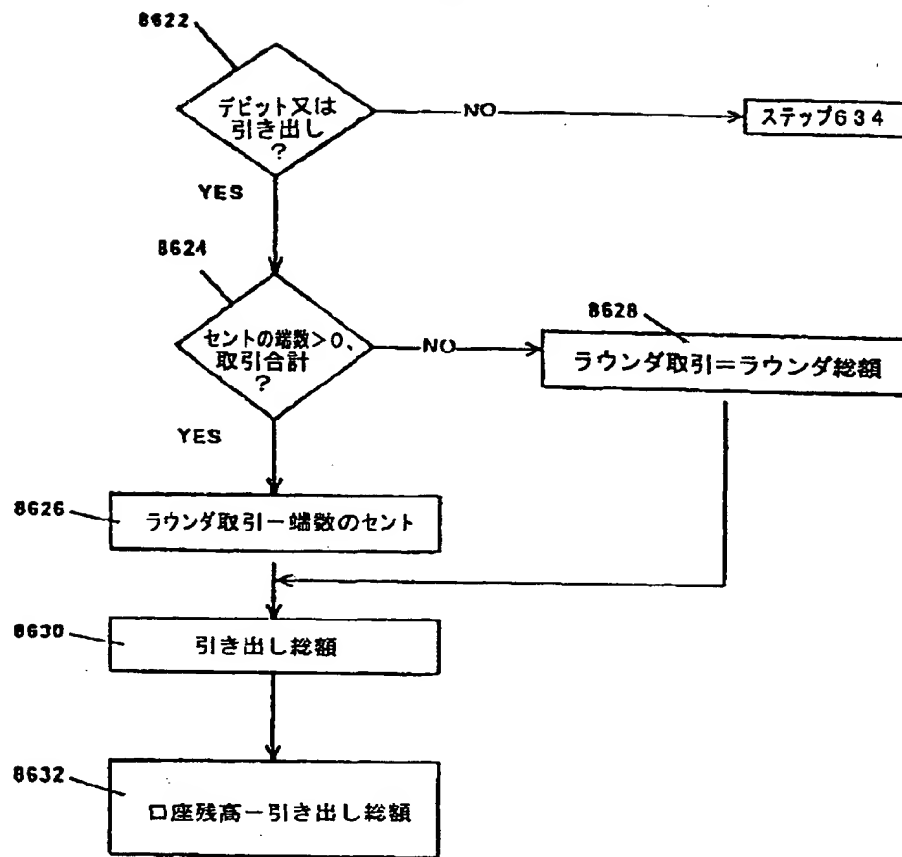 8622
デビット又は
引き出し
?
NO
ステップ634
YES
8624
セントの端数>0、
取引合計
?
NO
8628
ラウンダ取引=ラウンダ総額
YES
8626
ラウンダ取引ー端数のセント
8630
引き出し総額
8632
口座残高ー引き出し総額